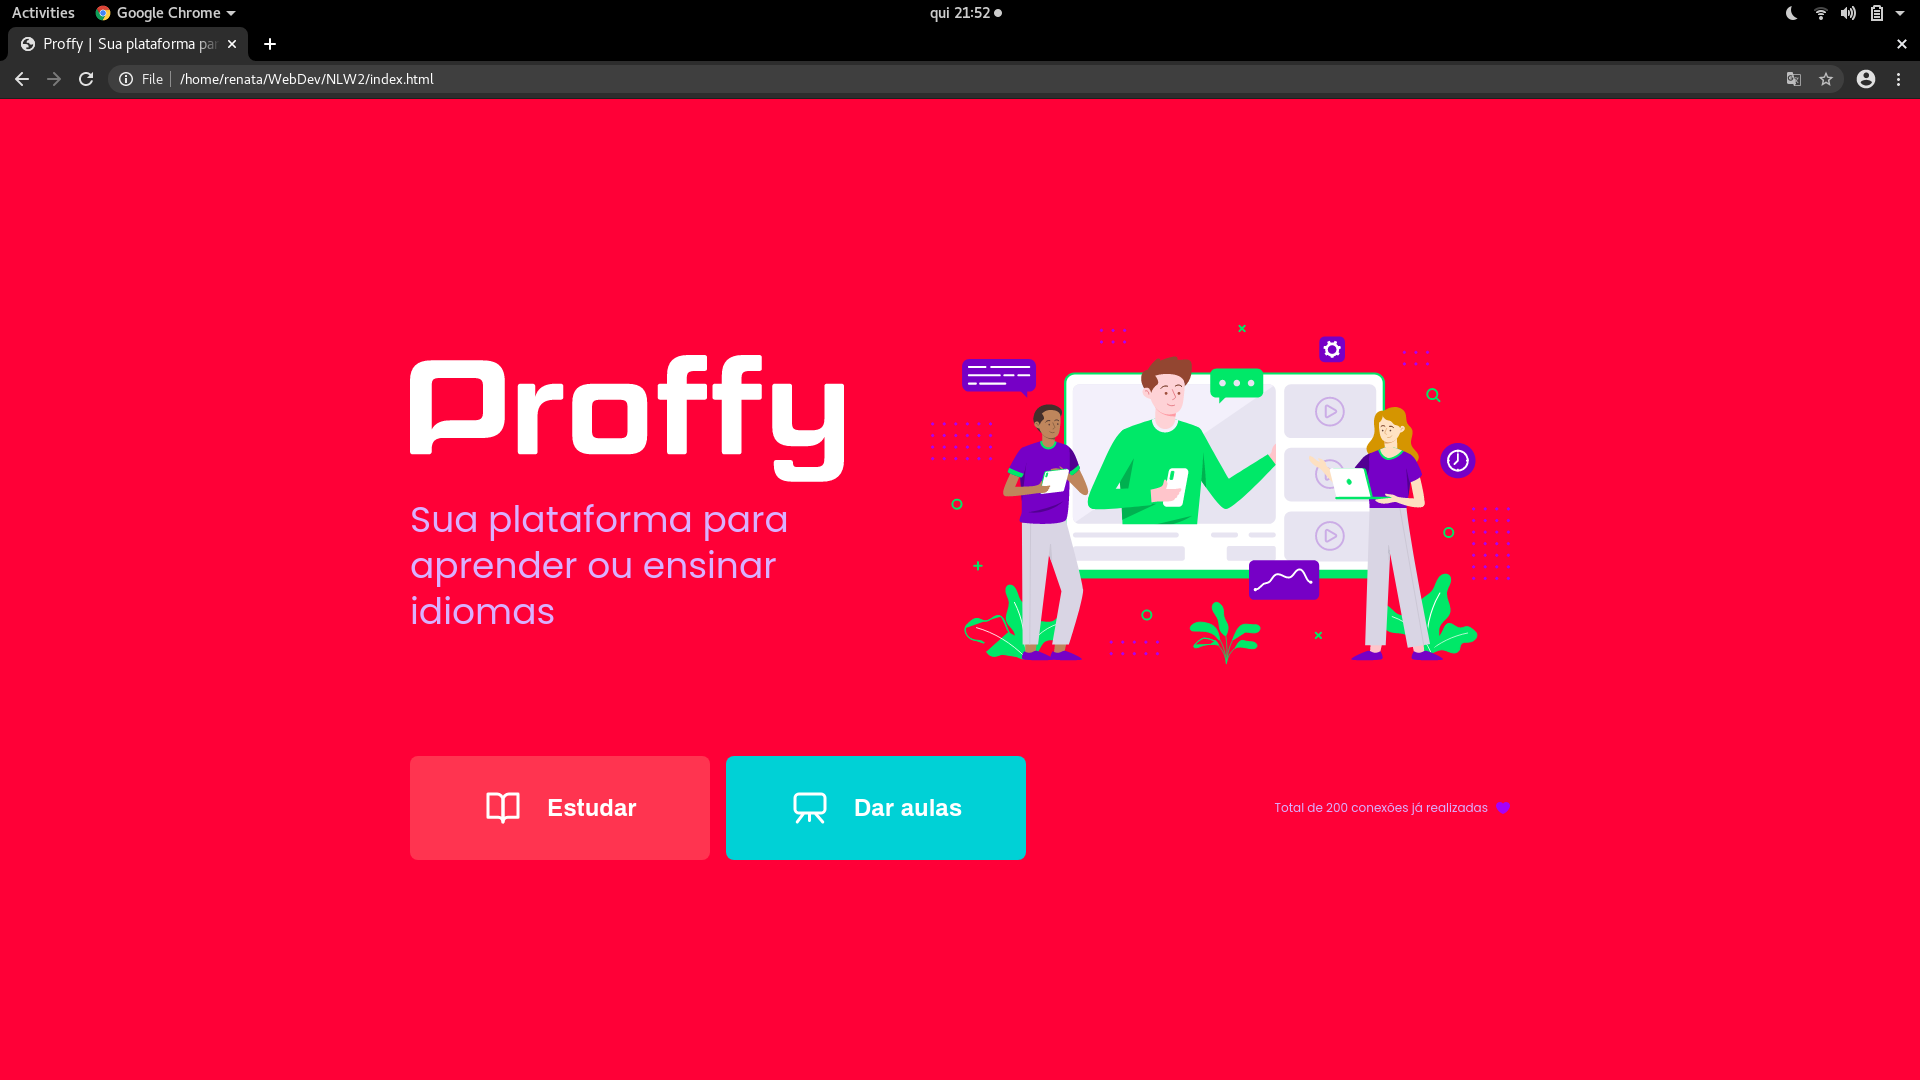 Activities Google Chrome qui 21:52
Proffy | Sua plataforma par
File /home/renata/WebDev/NLW2/index.html
Proffy
Sua plataforma para
aprender ou ensinar
idiomas
Estudar
Dar aulas
Total de 200 conexões já realizadas